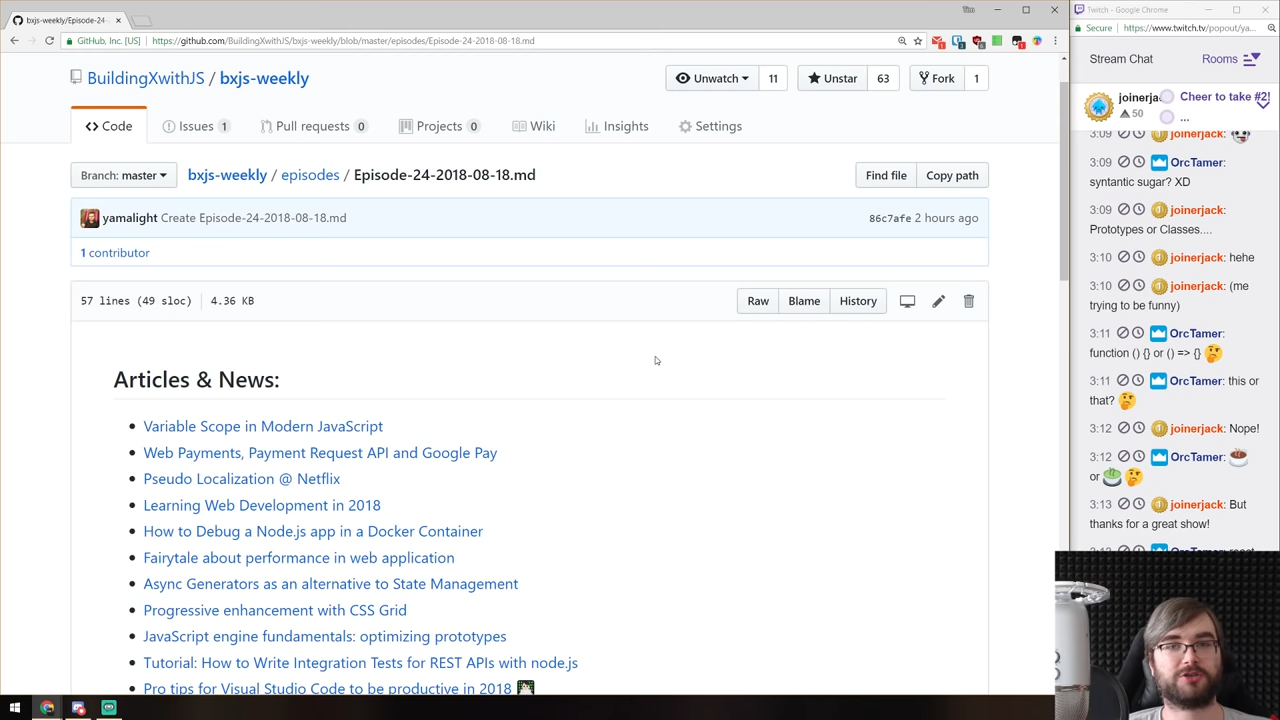 bxjs-weekly/Episode-24-
Tim
GitHub, Inc. [US]
https://github.com/BuildingXwithJS/bxjs-weekly/blob/master/episodes/Episode-24-2018-08-18.md
BuildingXwithJS / bxjs-weekly
Unwatch
11
Unstar
63
Fork
1
Code
Issues 1
Pull requests 0
Projects 0
Wiki
Insights
Settings
Branch: master
bxjs-weekly / episodes / Episode-24-2018-08-18.md
Find file
Copy path
yamalight Create Episode-24-2018-08-18.md
86c7afe 2 hours ago
1 contributor
57 lines (49 sloc)
4.36 KB
Raw
Blame
History
Articles & News:
Variable Scope in Modern JavaScript
Web Payments, Payment Request API and Google Pay
Pseudo Localization @ Netflix
Learning Web Development in 2018
How to Debug a Node.js app in a Docker Container
Fairytale about performance in web application
Async Generators as an alternative to State Management
Progressive enhancement with CSS Grid
JavaScript engine fundamentals: optimizing prototypes
Tutorial: How to Write Integration Tests for REST APIs with node.js
Pro tips for Visual Studio Code to be productive in 2018
Twitch - Google Chrome
Secure
https://www.twitch.tv/popout/ya...
Stream Chat
Rooms
joinerja
50
Cheer to take #2!
...
3:09 joinerjack:
3:09 OrcTamer:
syntantic sugar? XD
3:09 joinerjack:
Prototypes or Classes....
3:10 joinerjack: hehe
3:10 joinerjack: (me
trying to be funny)
3:11 OrcTamer:
function () {} or () => {}
3:11 OrcTamer: this or
that?
3:12 joinerjack: Nope!
3:12 OrcTamer:
or
3:13 joinerjack: But
thanks for a great show!